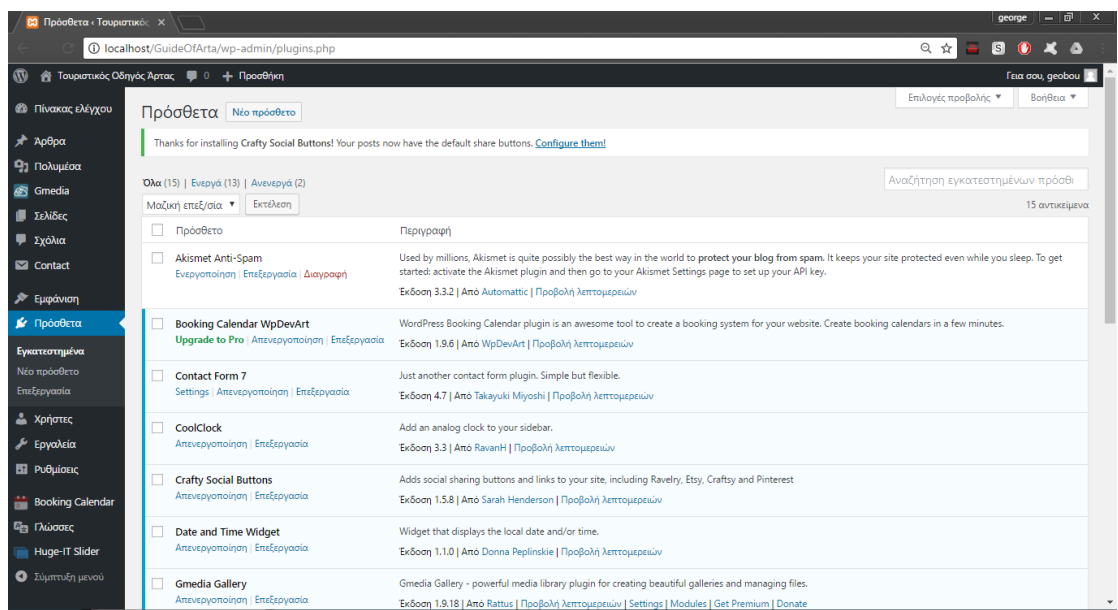 Πρόσθετα ‹ Τουριστικός
george
localhost/GuideOfArta/wp-admin/plugins.php
Τουριστικός Οδηγός Άρτας 0 Προσθήκη
Γεια σου, geobou
Πίνακας ελέγχου
Άρθρα
Πολυμέσα
Gmedia
Σελίδες
Σχόλια
Contact
Εμφάνιση
Πρόσθετα
Εγκατεστημένα
Νέο πρόσθετο
Επεξεργασία
Χρήστες
Εργαλεία
Ρυθμίσεις
Booking Calendar
Γλώσσες
Huge-IT Slider
Σύμπτυξη μενού
Επιλογές προβολής Βοήθεια
Πρόσθετα Νέο πρόσθετο
Thanks for installing Crafty Social Buttons! Your posts now have the default share buttons. Configure them!
Όλα (15) | Ενεργά (13) | Ανενεργά (2)
Αναζήτηση εγκατεστημένων πρόσθι
Μαζική επεξ/σία Εκτέλεση
15 αντικείμενα
Πρόσθετο Περιγραφή
Akismet Anti-Spam
Ενεργοποίηση | Επεξεργασία | Διαγραφή
Used by millions, Akismet is quite possibly the best way in the world to protect your blog from spam. It keeps your site protected even while you sleep. To get
started: activate the Akismet plugin and then go to your Akismet Settings page to set up your API key.
Έκδοση 3.3.2 | Από Automattic | Προβολή λεπτομερειών
Booking Calendar WpDevArt
Upgrade to Pro | Απενεργοποίηση | Επεξεργασία
WordPress Booking Calendar plugin is an awesome tool to create a booking system for your website. Create booking calendars in a few minutes.
Έκδοση 1.9.6 | Από WpDevArt | Προβολή λεπτομερειών
Contact Form 7
Settings | Απενεργοποίηση | Επεξεργασία
Just another contact form plugin. Simple but flexible.
Έκδοση 4.7 | Από Takayuki Miyoshi | Προβολή λεπτομερειών
CoolClock
Απενεργοποίηση | Επεξεργασία
Add an analog clock to your sidebar.
Έκδοση 3.3 | Από RavanH | Προβολή λεπτομερειών
Crafty Social Buttons
Απενεργοποίηση | Επεξεργασία
Adds social sharing buttons and links to your site, including Ravelry, Etsy, Craftsy and Pinterest
Έκδοση 1.5.8 | Από Sarah Henderson | Προβολή λεπτομερειών
Date and Time Widget
Απενεργοποίηση | Επεξεργασία
Widget that displays the local date and/or time.
Έκδοση 1.1.0 | Από Donna Peplinskie | Προβολή λεπτομερειών
Gmedia Gallery
Απενεργοποίηση | Επεξεργασία
Gmedia Gallery - powerful media library plugin for creating beautiful galleries and managing files.
Έκδοση 1.9.18 | Από Rattus | Προβολή λεπτομερειών | Settings | Modules | Get Premium | Donate